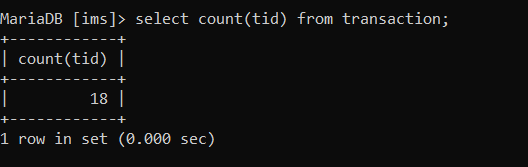 MariaDB [ims]> select count(tid) from transaction;
+------------+
| count(tid) |
+------------+
|         18 |
+------------+
1 row in set (0.000 sec)